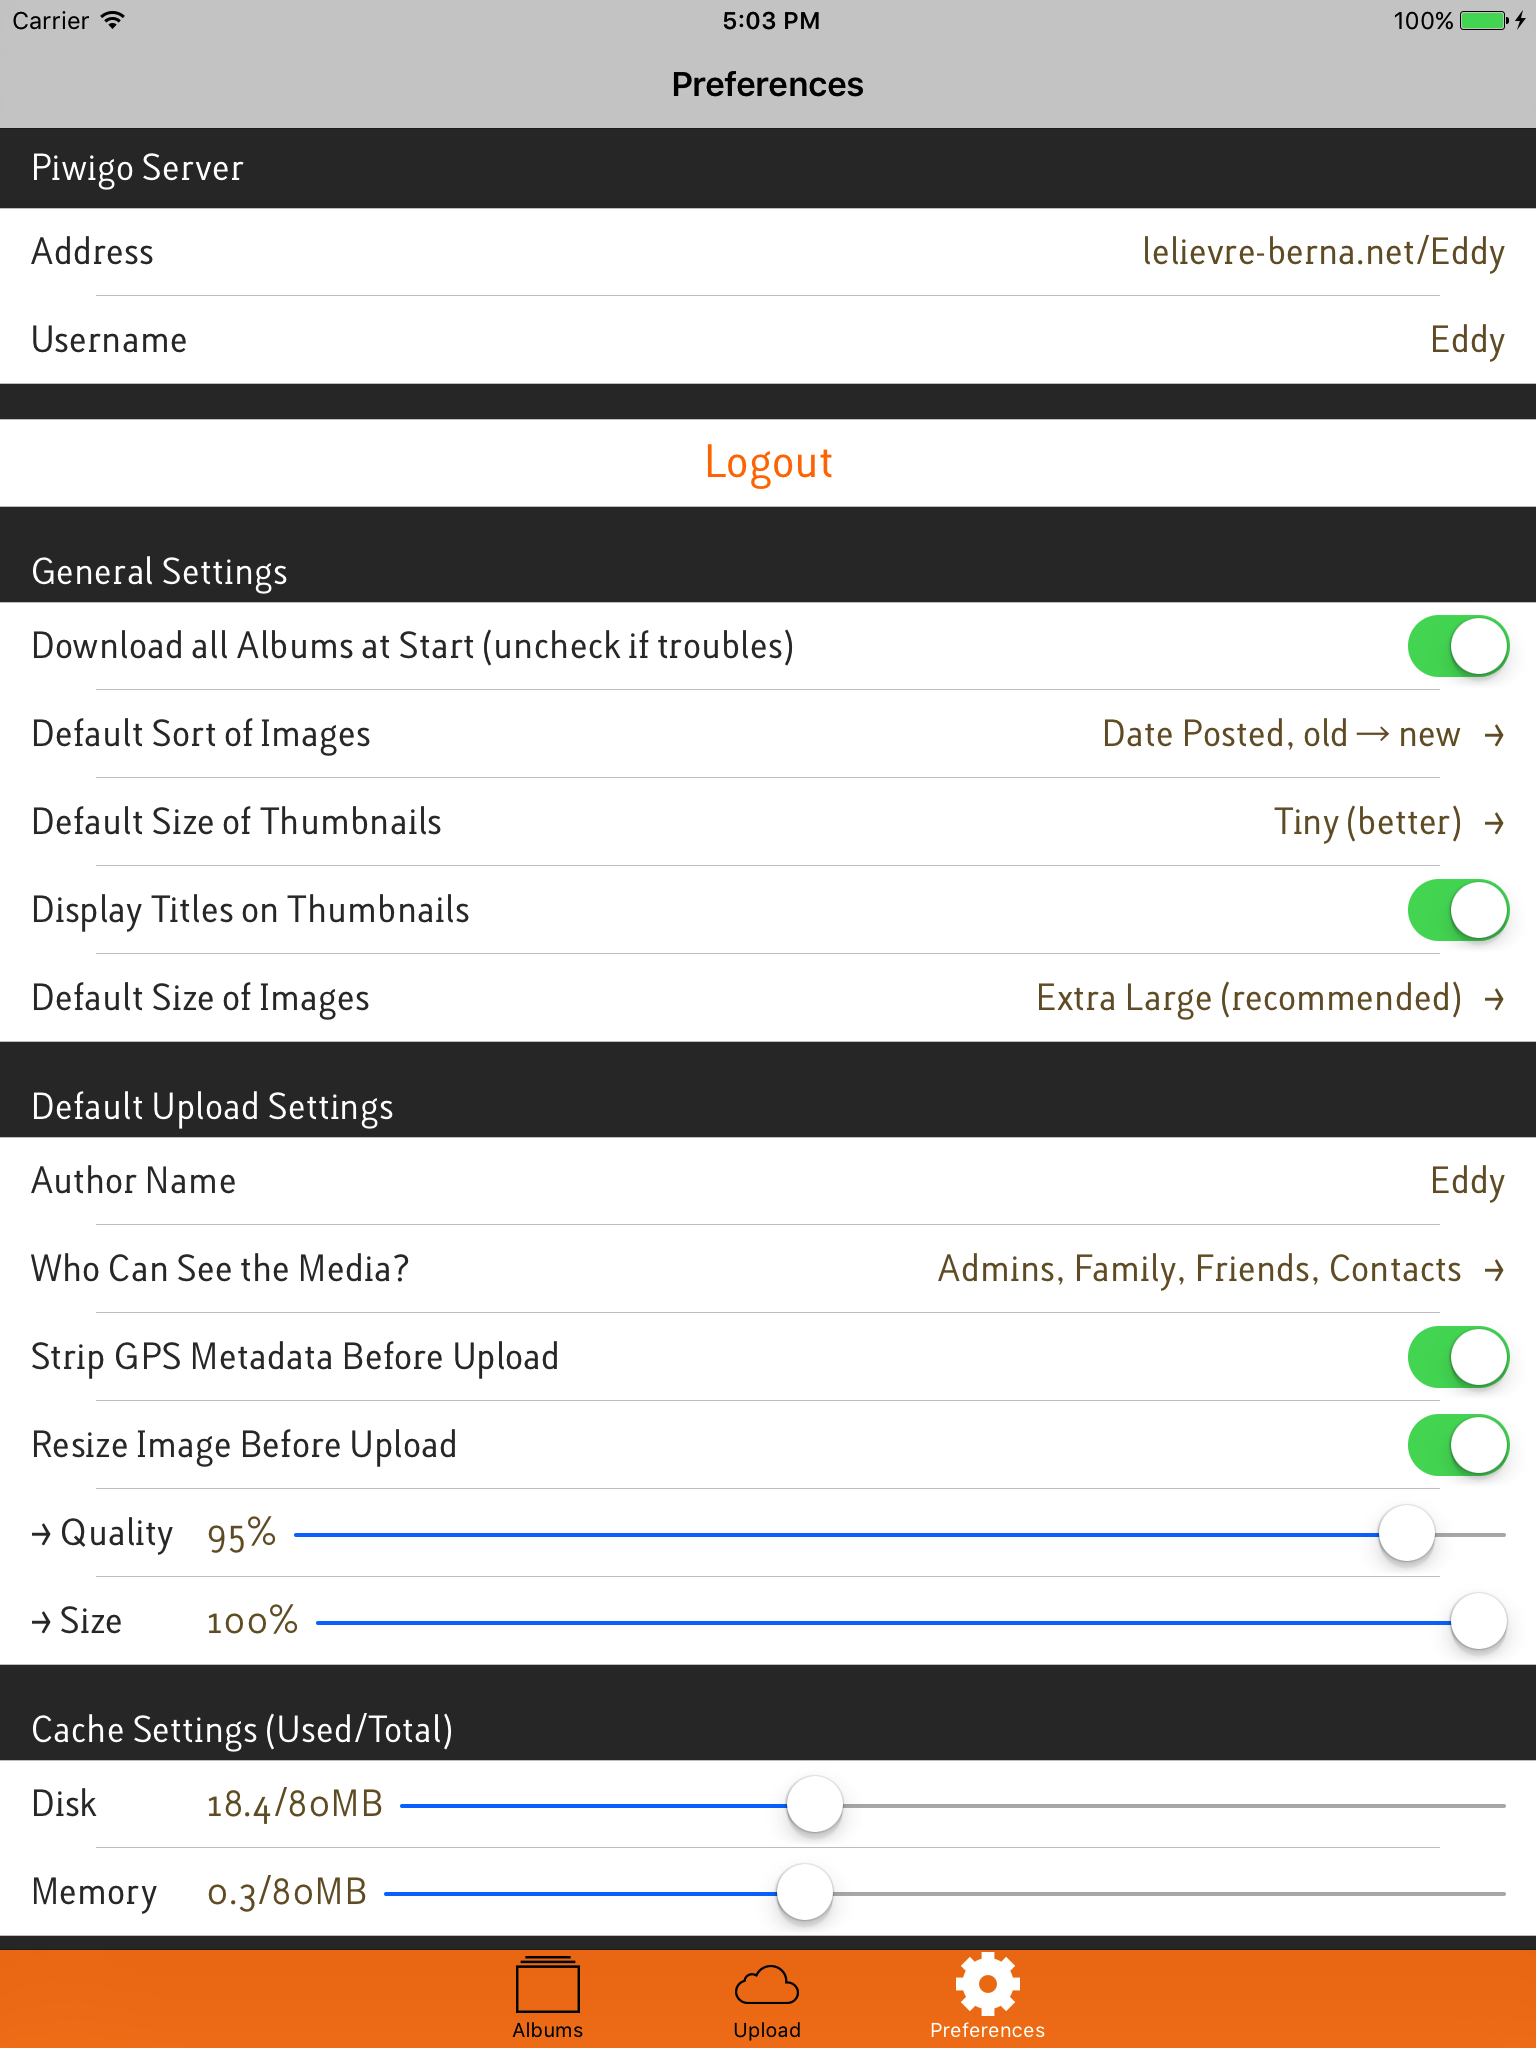 Carrier 5:03 PM 100%
Preferences
Piwigo Server
Address lelievre-berna.net/Eddy
Username Eddy
Logout
General Settings
Download all Albums at Start (uncheck if troubles)
Default Sort of Images Date Posted, old → new →
Default Size of Thumbnails Tiny (better) →
Display Titles on Thumbnails
Default Size of Images Extra Large (recommended) →
Default Upload Settings
Author Name Eddy
Who Can See the Media? Admins, Family, Friends, Contacts →
Strip GPS Metadata Before Upload
Resize Image Before Upload
→ Quality 95%
→ Size 100%
Cache Settings (Used/Total)
Disk 18.4/80MB
Memory 0.3/80MB
Albums Upload Preferences